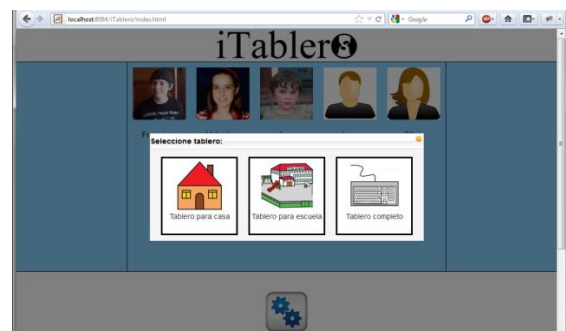 localhost:8084/iTablero/index.html
Google
iTablero
Seleccione tablero:
Tablero para casa
Tablero para escuela
Tablero completo